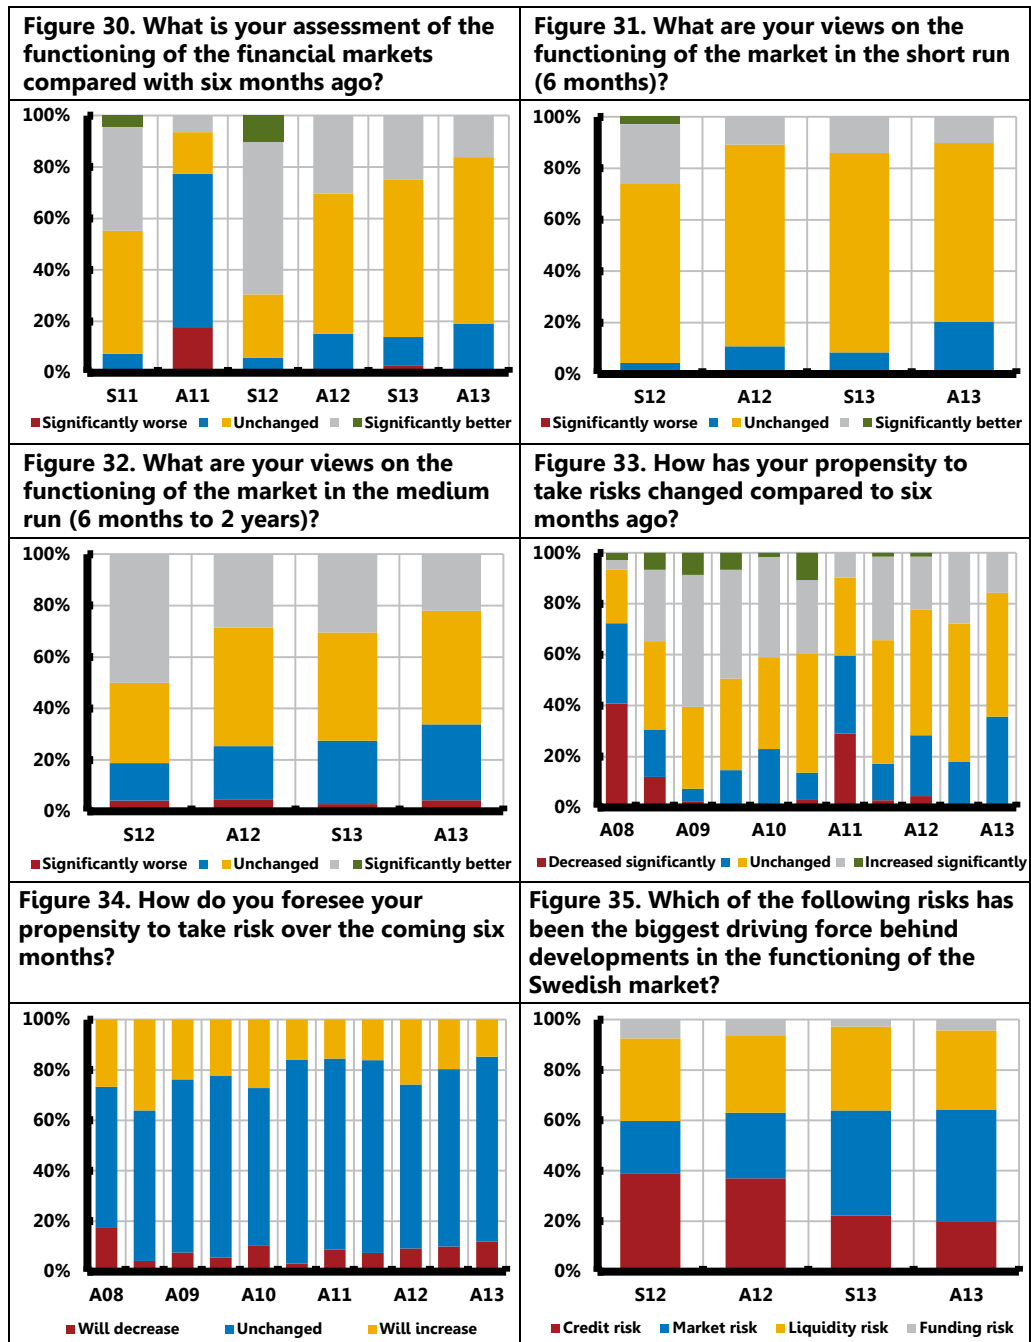 Figure 30. What is your assessment of the
functioning of the financial markets
compared with six months ago?
100%
80%
60%
40%
20%
0%
S11 A11 S12 A12 S13 A13
Significantly worse Unchanged Significantly better
Figure 31. What are your views on the
functioning of the market in the short run
(6 months)?
100%
80%
60%
40%
20%
0%
S12 A12 S13 A13
Significantly worse Unchanged Significantly better
Figure 32. What are your views on the
functioning of the market in the medium
run (6 months to 2 years)?
100%
80%
60%
40%
20%
0%
S12 A12 S13 A13
Significantly worse Unchanged Significantly better
Figure 33. How has your propensity to
take risks changed compared to six
months ago?
100%
80%
60%
40%
20%
0%
A08 A09 A10 A11 A12 A13
Decreased significantly Unchanged Increased significantly
Figure 34. How do you foresee your
propensity to take risk over the coming six
months?
100%
80%
60%
40%
20%
0%
A08 A09 A10 A11 A12 A13
Will decrease Unchanged Will increase
Figure 35. Which of the following risks has
been the biggest driving force behind
developments in the functioning of the
Swedish market?
100%
80%
60%
40%
20%
0%
S12 A12 S13 A13
Credit risk Market risk Liquidity risk Funding risk